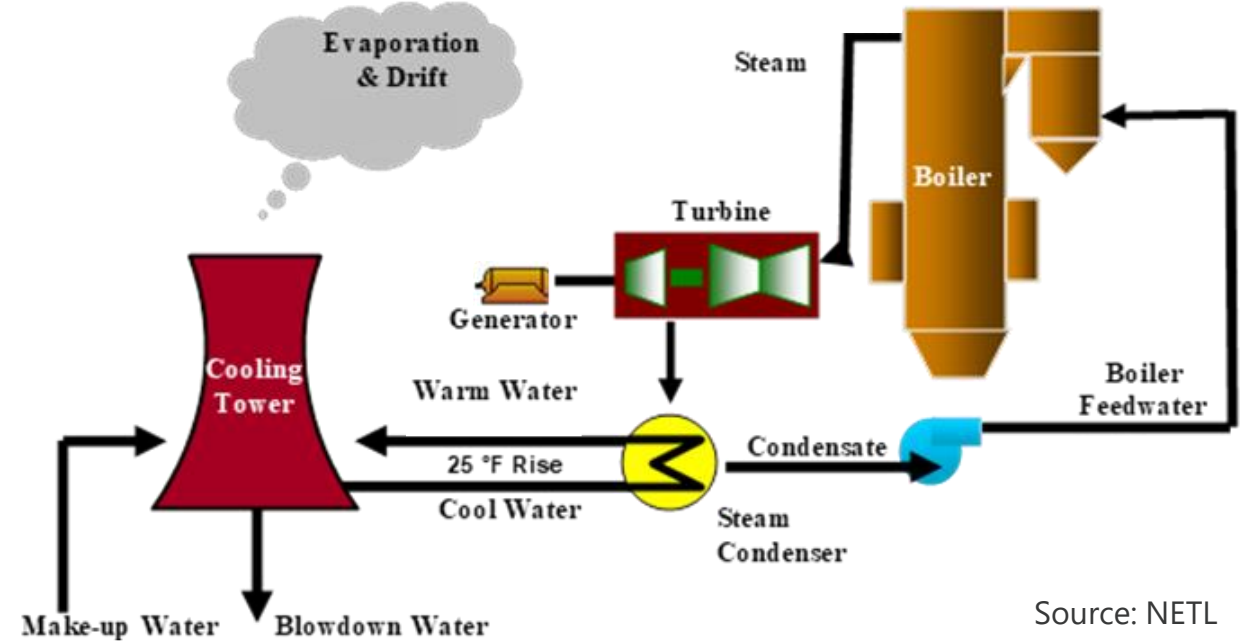 Evaporation
& Drift
Steam
Boiler
Turbine
Generator
Cooling
Tower
Warm Water
Boiler
Feedwater
25 °F Rise
Condensate
Cool Water
Steam
Condenser
Make-up Water
Blowdown Water
Source: NETL